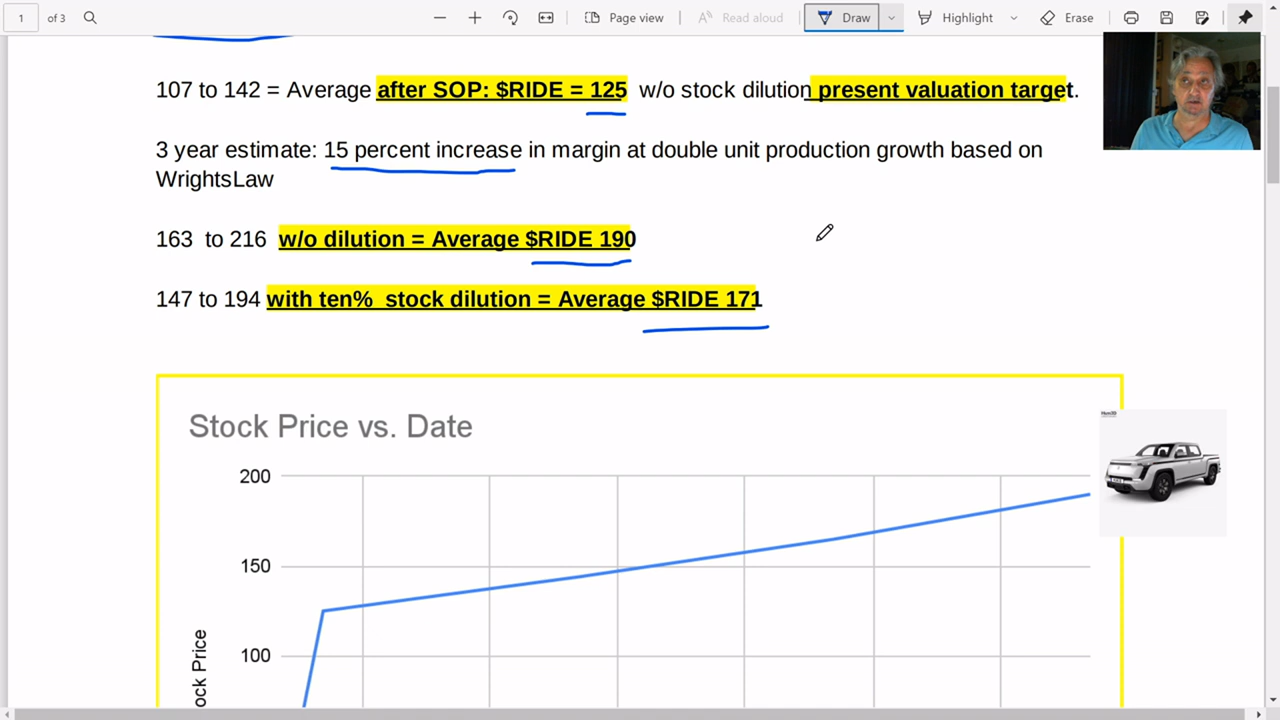 1 of 3 Page view Read aloud Draw Highlight Erase
107 to 142 = Average after SOP: $RIDE = 125 w/o stock dilution present valuation target.
3 year estimate: 15 percent increase in margin at double unit production growth based on
WrightsLaw
163 to 216 w/o dilution = Average $RIDE 190
147 to 194 with ten% stock dilution = Average $RIDE 171
Stock Price vs. Date
200
150
100
ock Price